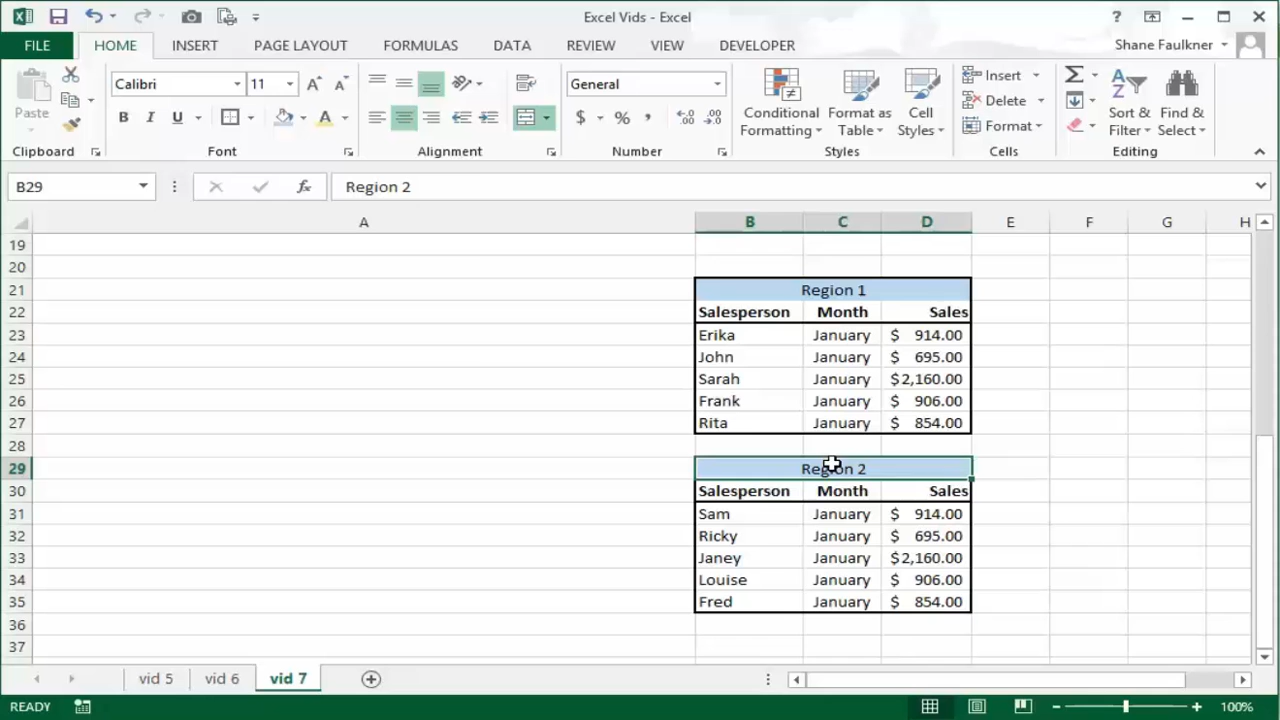 Excel Vids - Excel
?
FILE HOME INSERT PAGE LAYOUT FORMULAS DATA REVIEW VIEW DEVELOPER Shane Faulkner
Paste
Calibri 11
B I U
General
$ % ,
Conditional Formatting
Format as Table
Cell Styles
Insert
Delete
Format
Sort & Filter
Find & Select
Clipboard Font Alignment Number Styles Cells Editing
B29 fx Region 2
A B C D E F G H
19
20
21 Region 1
22 Salesperson Month Sales
23 Erika January $ 914.00
24 John January $ 695.00
25 Sarah January $2,160.00
26 Frank January $ 906.00
27 Rita January $ 854.00
28
29 Region 2
30 Salesperson Month Sales
31 Sam January $ 914.00
32 Ricky January $ 695.00
33 Janey January $2,160.00
34 Louise January $ 906.00
35 Fred January $ 854.00
36
37
vid 5 vid 6 vid 7
READY 100%